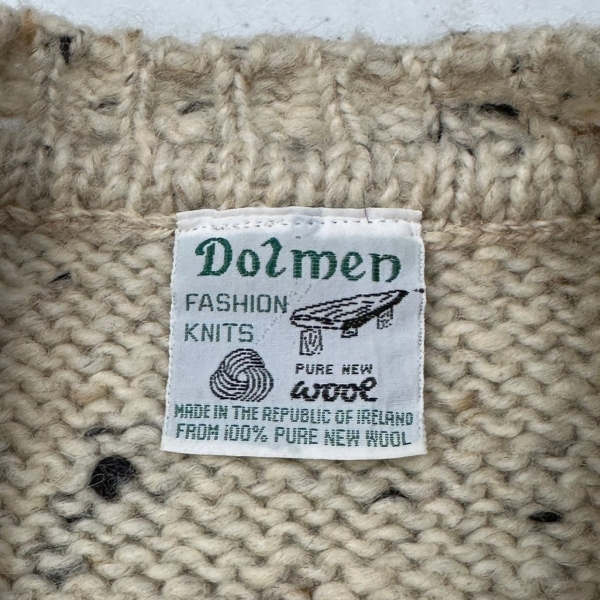 Dolmen
FASHION
KNITS
PURE NEW
wool
MADE IN THE REPUBLIC OF IRELAND
FROM 100% PURE NEW WOOL